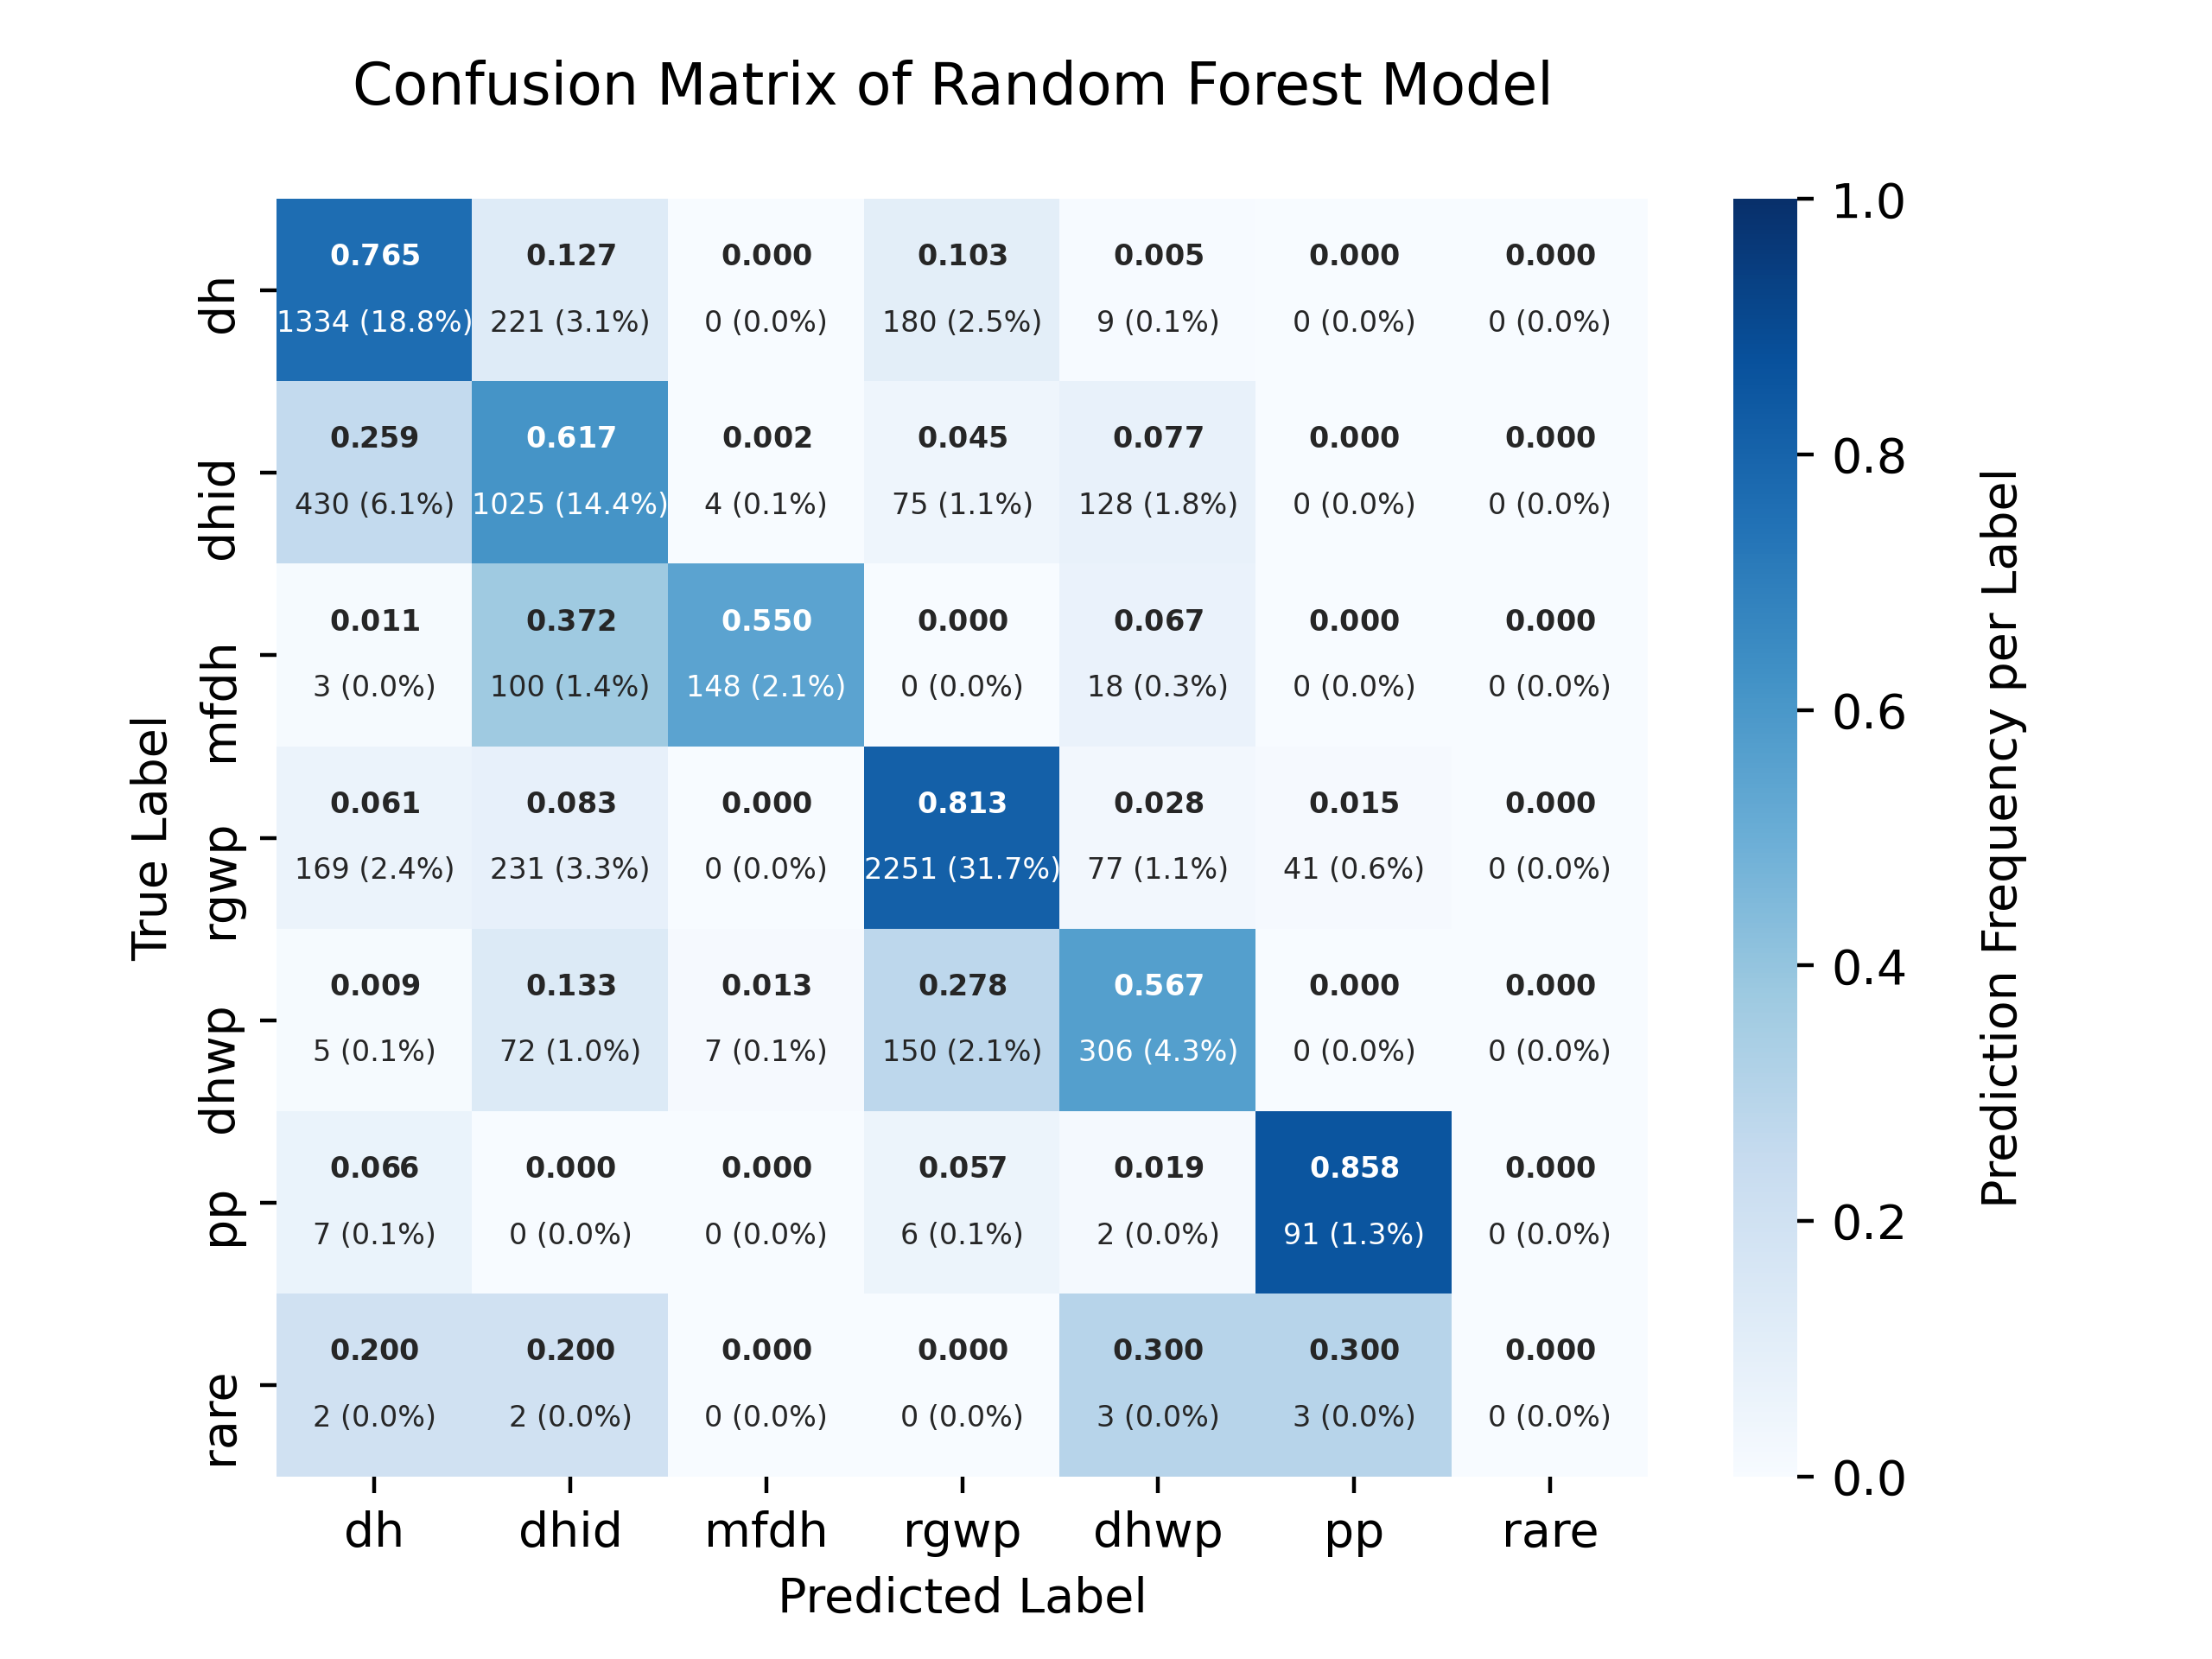 Confusion Matrix of Random Forest Model
0.765 0.127 0.000 0.103 0.005 0.000 0.000
1334 (18.8%) 221 (3.1%) 0 (0.0%) 180 (2.5%) 9 (0.1%) 0 (0.0%) 0 (0.0%)
0.259 0.617 0.002 0.045 0.077 0.000 0.000
430 (6.1%) 1025 (14.4%) 4 (0.1%) 75 (1.1%) 128 (1.8%) 0 (0.0%) 0 (0.0%)
0.011 0.372 0.550 0.000 0.067 0.000 0.000
3 (0.0%) 100 (1.4%) 148 (2.1%) 0 (0.0%) 18 (0.3%) 0 (0.0%) 0 (0.0%)
0.061 0.083 0.000 0.813 0.028 0.015 0.000
169 (2.4%) 231 (3.3%) 0 (0.0%) 2251 (31.7%) 77 (1.1%) 41 (0.6%) 0 (0.0%)
0.009 0.133 0.013 0.278 0.567 0.000 0.000
5 (0.1%) 72 (1.0%) 7 (0.1%) 150 (2.1%) 306 (4.3%) 0 (0.0%) 0 (0.0%)
0.066 0.000 0.000 0.057 0.019 0.858 0.000
7 (0.1%) 0 (0.0%) 0 (0.0%) 6 (0.1%) 2 (0.0%) 91 (1.3%) 0 (0.0%)
0.200 0.200 0.000 0.000 0.300 0.300 0.000
2 (0.0%) 2 (0.0%) 0 (0.0%) 0 (0.0%) 3 (0.0%) 3 (0.0%) 0 (0.0%)
dh
dhid
mfdh
rgwp
dhwp
pp
rare
True Label
dh dhid mfdh rgwp dhwp pp rare
Predicted Label
1.0
0.8
0.6
0.4
0.2
0.0
Prediction Frequency per Label